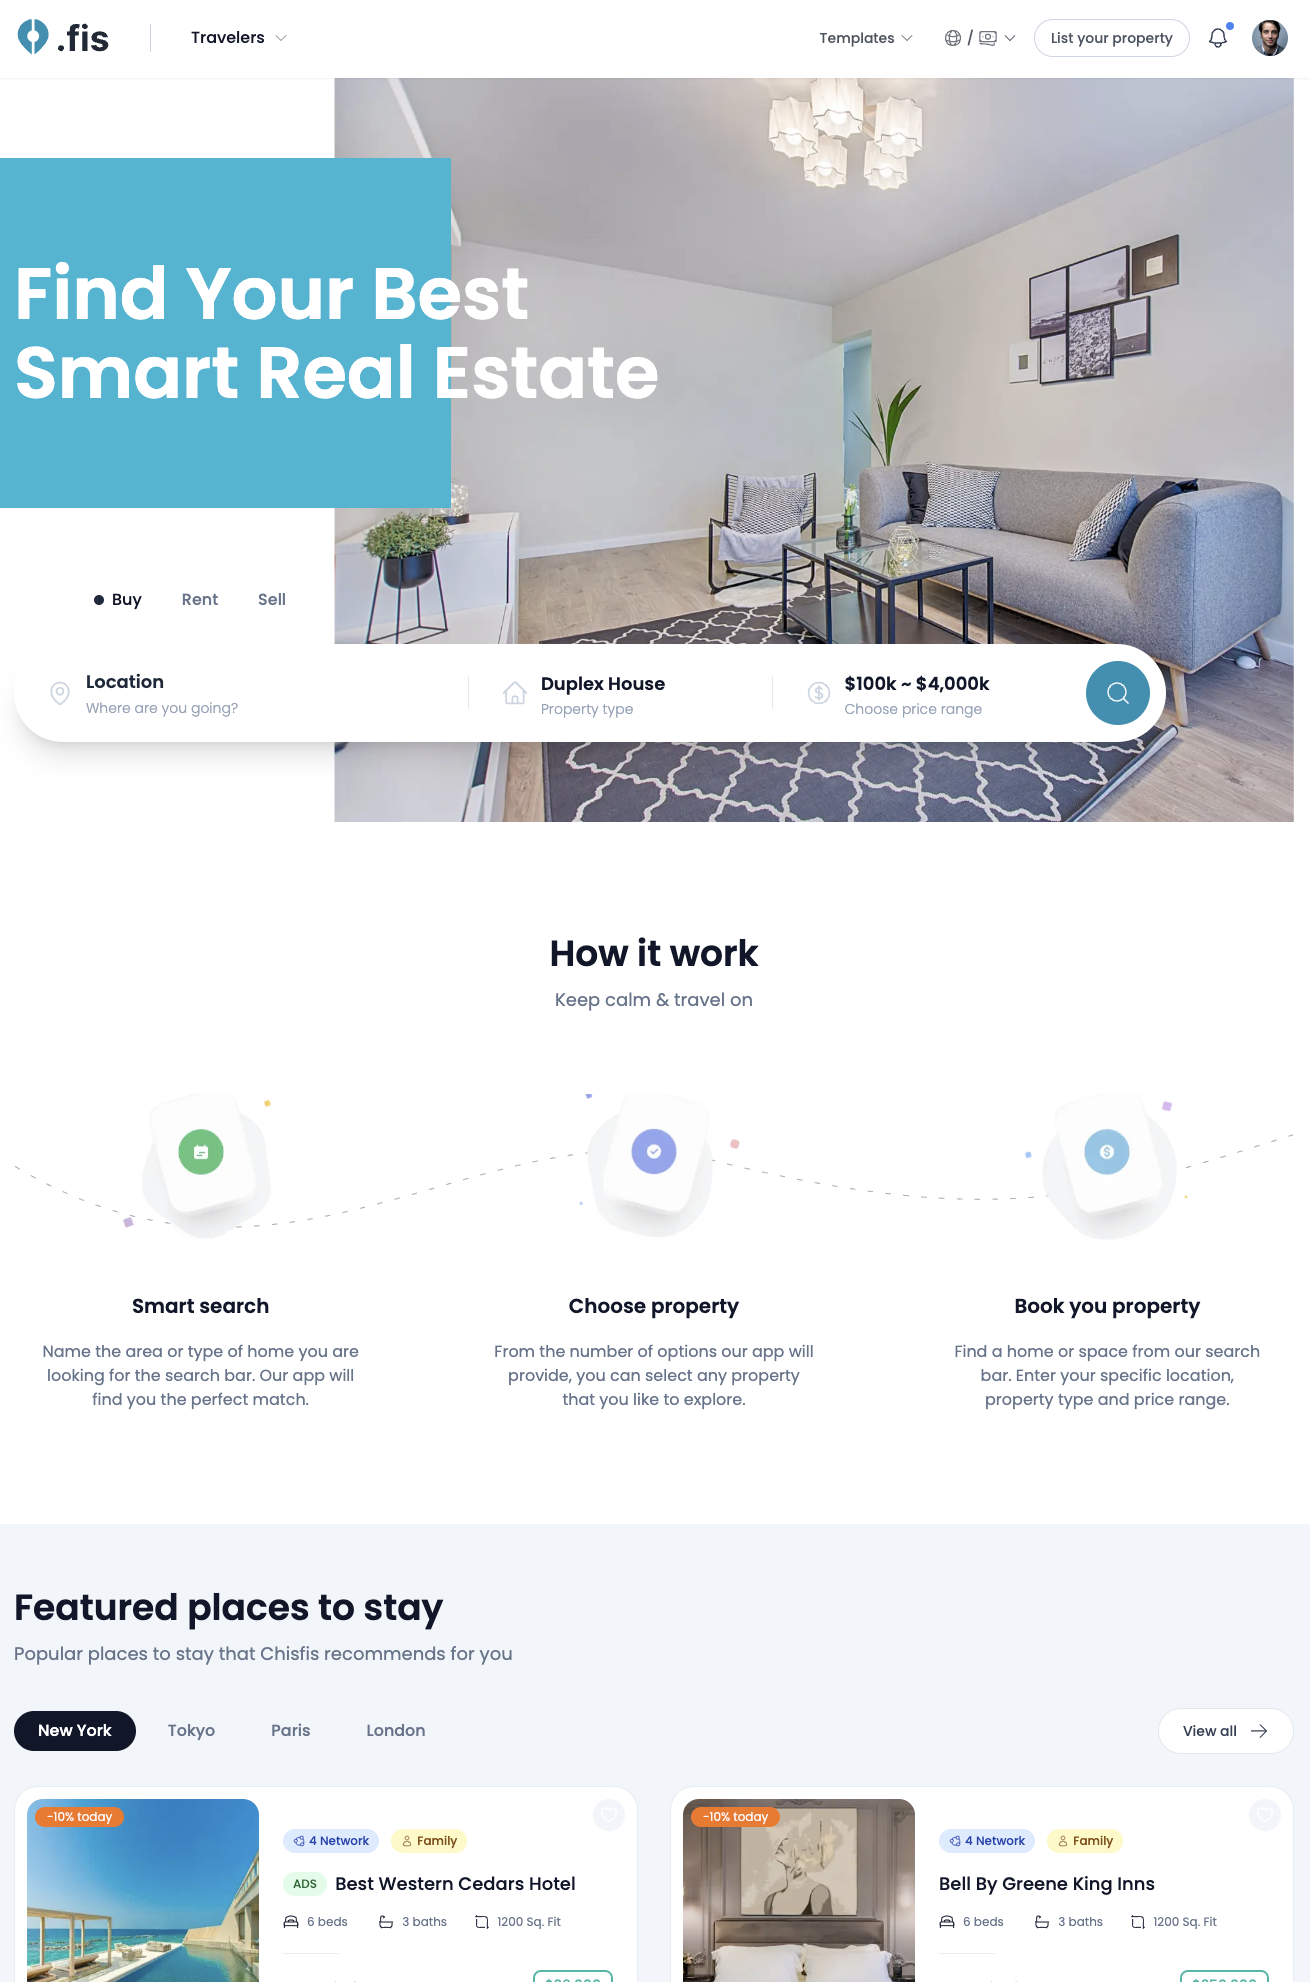 .fis
Travelers
Templates
/
List your property
Find Your Best
Smart Real Estate
Buy
Rent
Sell
Location
Where are you going?
Duplex House
Property type
$100k ~ $4,000k
Choose price range
How it work
Keep calm & travel on
Smart search
Name the area or type of home you are
looking for the search bar. Our app will
find you the perfect match.
Choose property
From the number of options our app will
provide, you can select any property
that you like to explore.
Book you property
Find a home or space from our search
bar. Enter your specific location,
property type and price range.
Featured places to stay
Popular places to stay that Chisfis recommends for you
New York
Tokyo
Paris
London
View all
-10% today
4 Network
Family
ADS
Best Western Cedars Hotel
6 beds
3 baths
1200 Sq. Fit
-10% today
4 Network
Family
Bell By Greene King Inns
6 beds
3 baths
1200 Sq. Fit